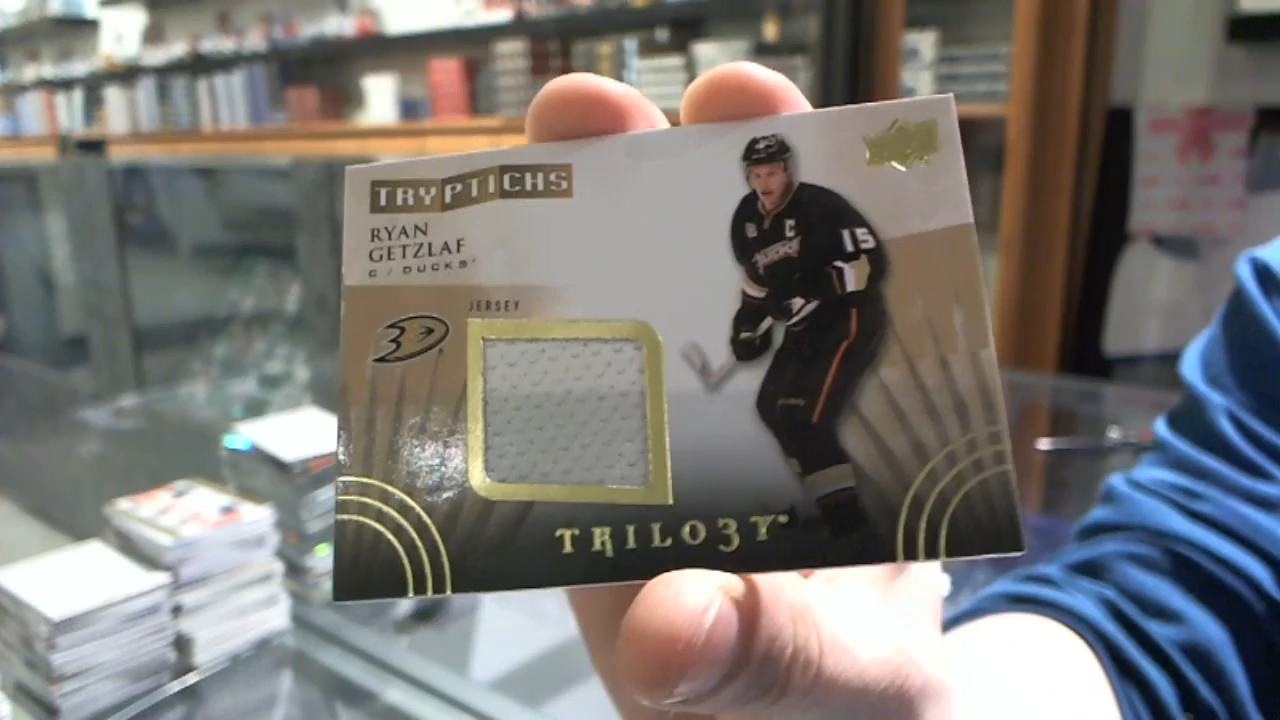 TRYPTICHS
RYAN
GETZLAF
C / DUCKS
JERSEY
C
15
TRILO3Y